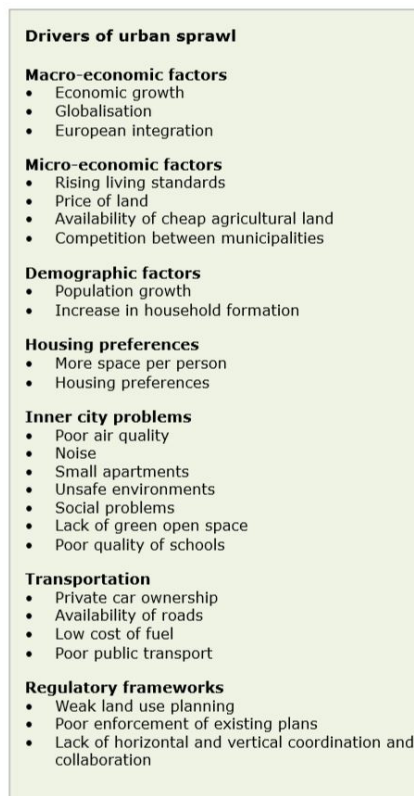 Drivers of urban sprawl
Macro-economic factors
• Economic growth
• Globalisation
• European integration
Micro-economic factors
• Rising living standards
• Price of land
• Availability of cheap agricultural land
• Competition between municipalities
Demographic factors
• Population growth
• Increase in household formation
Housing preferences
• More space per person
• Housing preferences
Inner city problems
• Poor air quality
• Noise
• Small apartments
• Unsafe environments
• Social problems
• Lack of green open space
• Poor quality of schools
Transportation
• Private car ownership
• Availability of roads
• Low cost of fuel
• Poor public transport
Regulatory frameworks
• Weak land use planning
• Poor enforcement of existing plans
• Lack of horizontal and vertical coordination and
collaboration